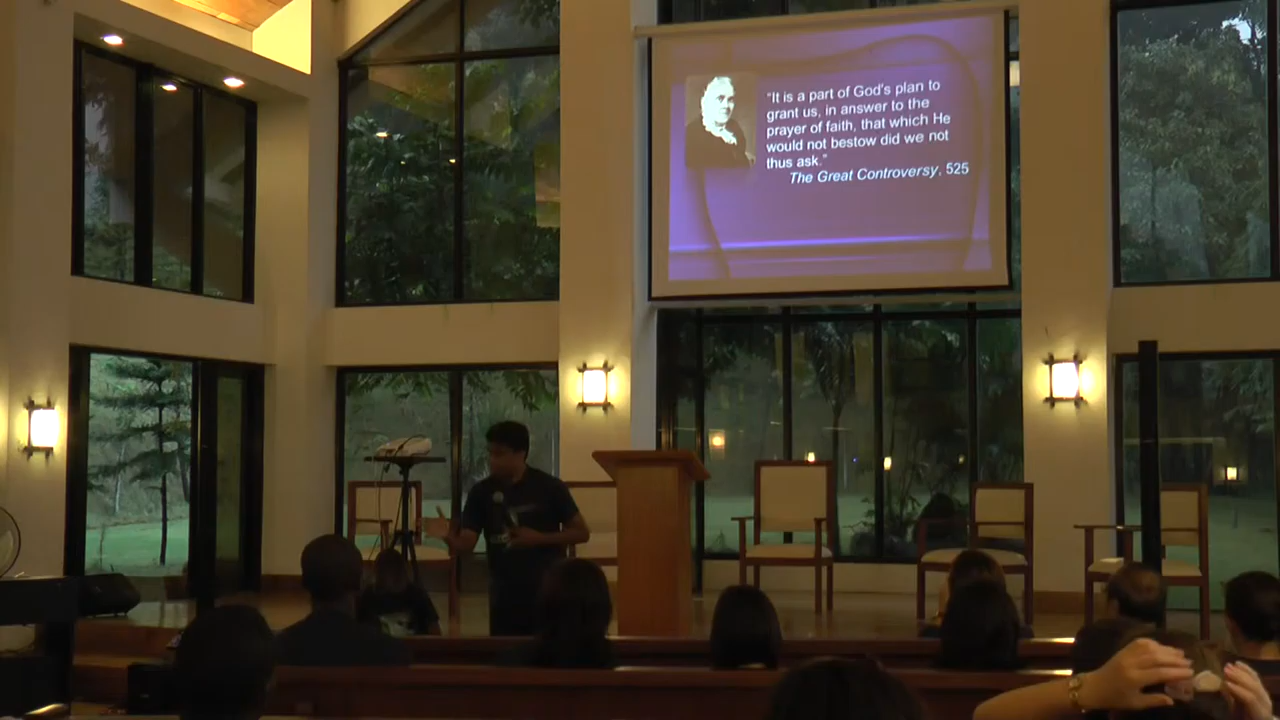 "It is a part of God's plan to
grant us, in answer to the
prayer of faith, that which He
would not bestow did we not
thus ask."
The Great Controversy, 525